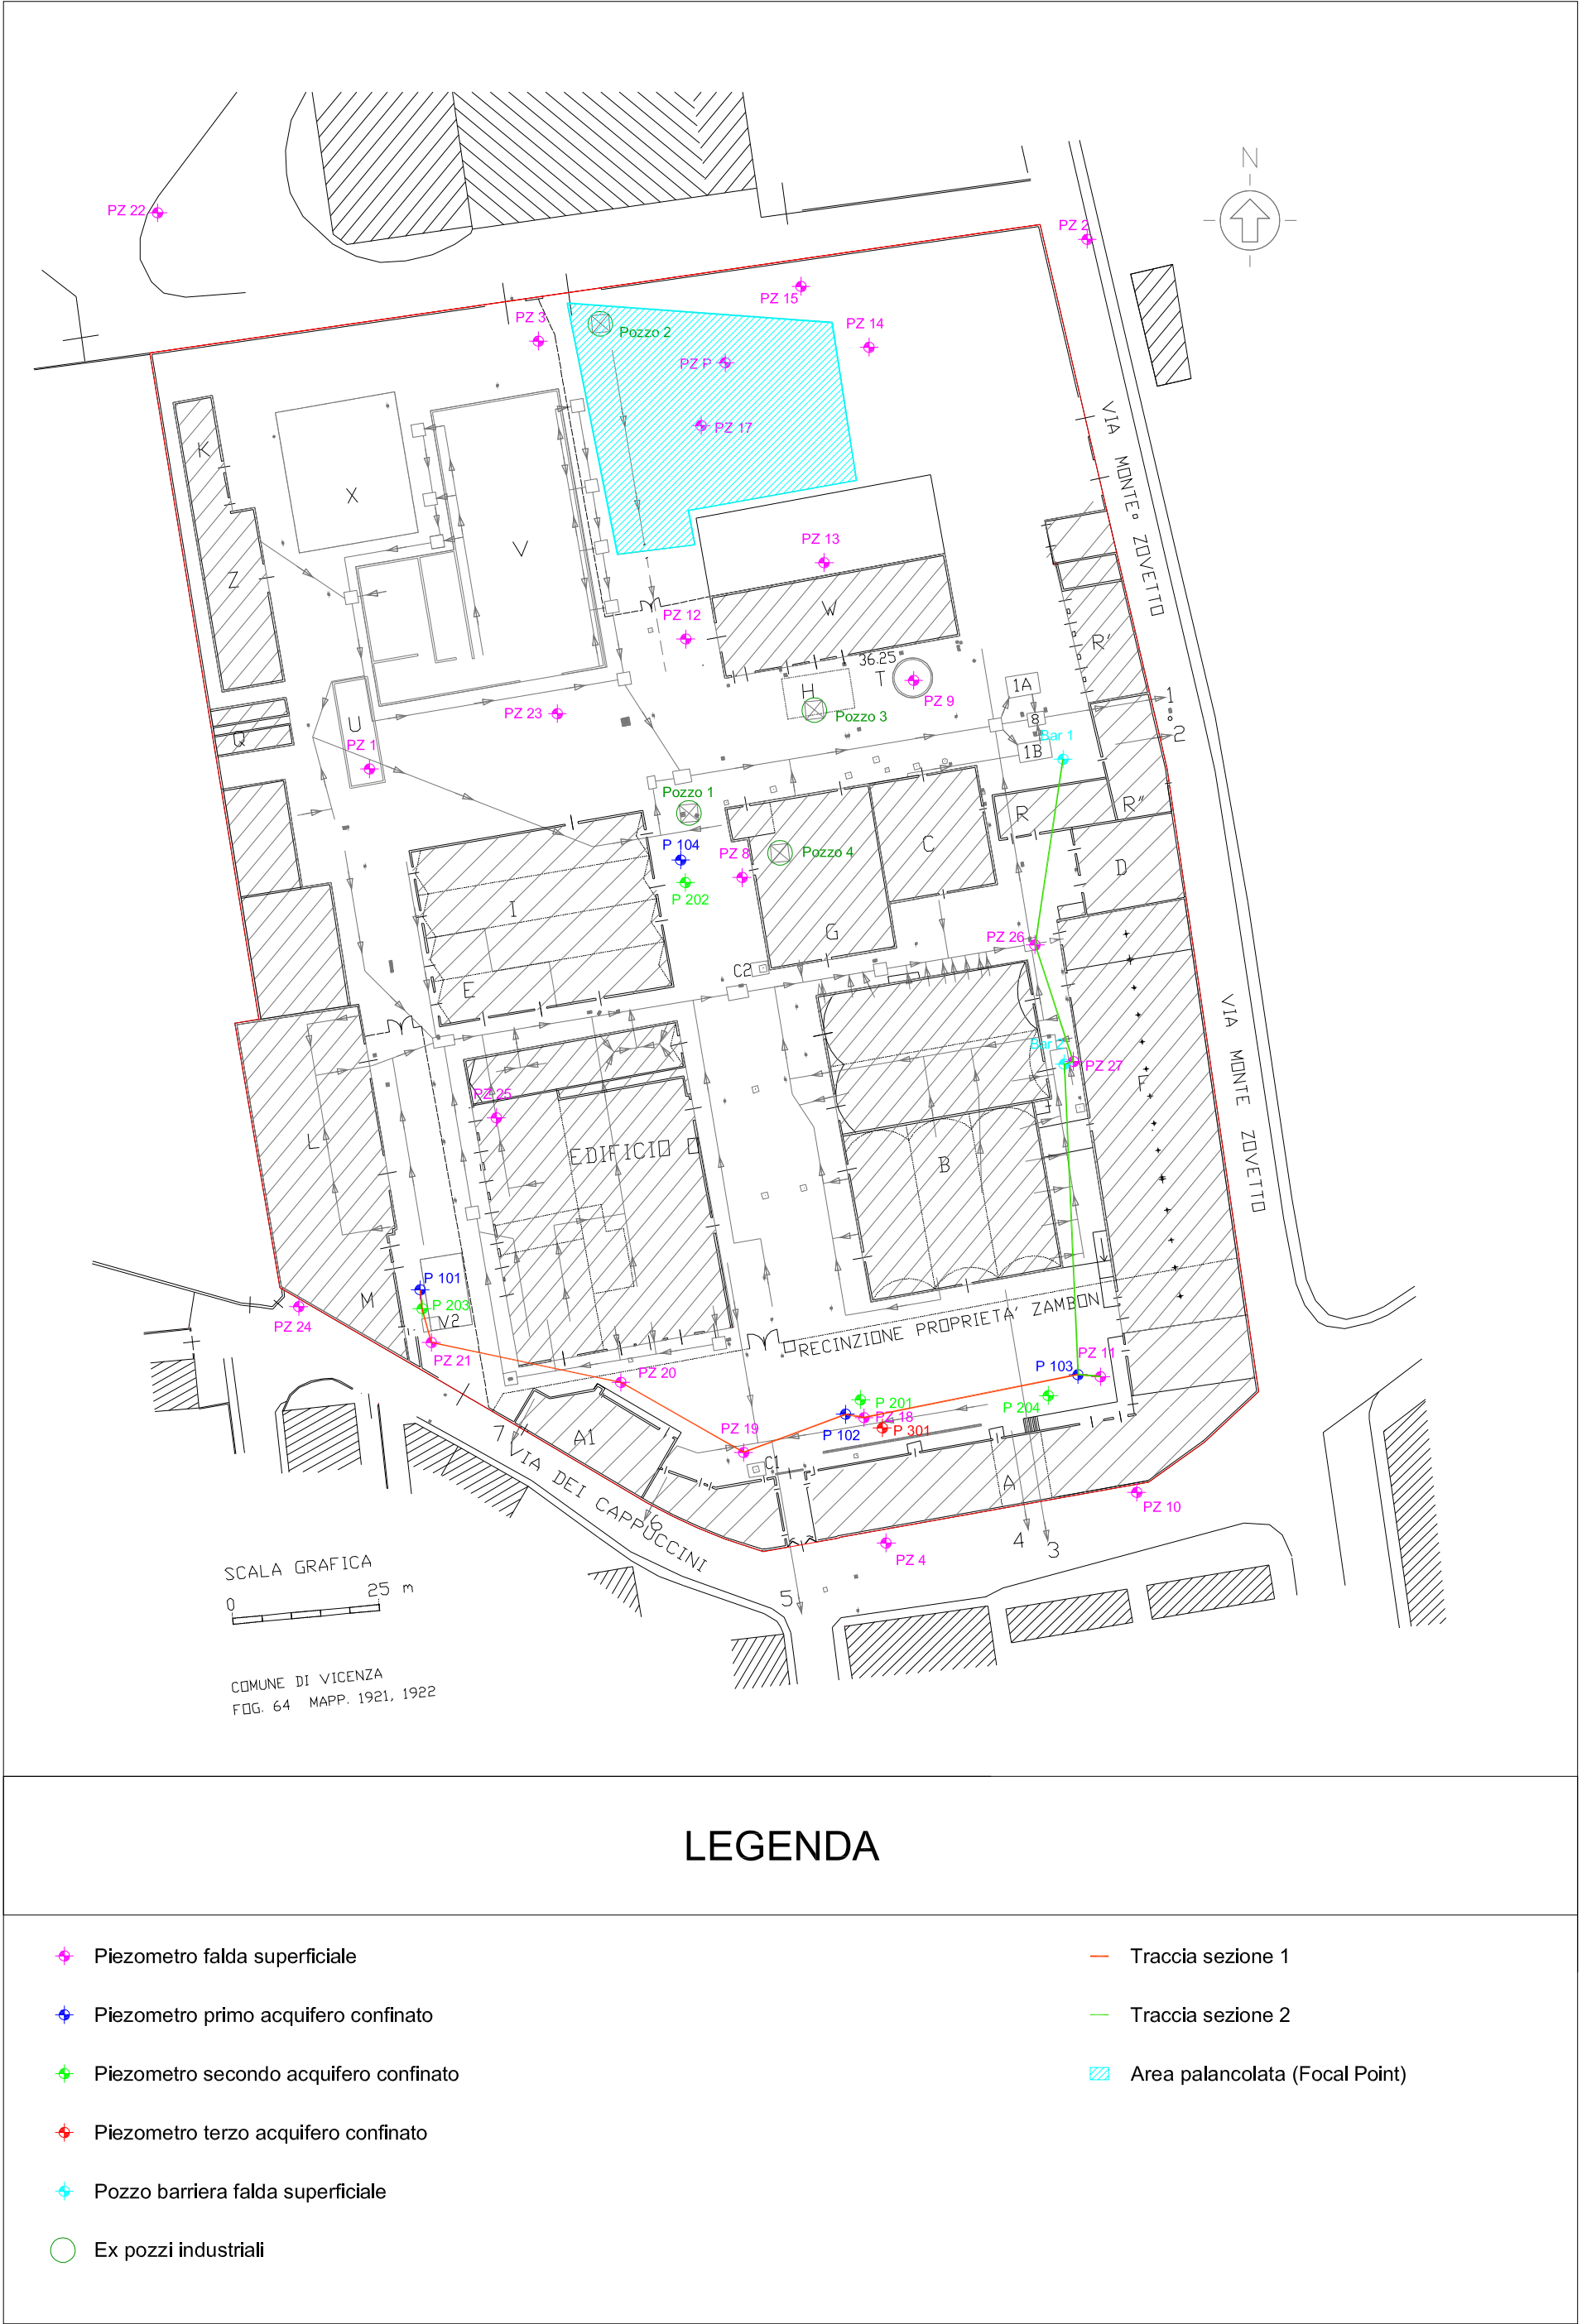 N
PZ 22
PZ 2
PZ 15
PZ 3
PZ 14
Pozzo 2
PZ P
PZ 17
VIA MONTE ZOVETTO
K
X
V
Z
PZ 13
W
PZ 12
R'
36.25
T
H
PZ 9
1A
1
PZ 23
Pozzo 3
8
U
Q
Bar 1
2
PZ 1
1B
Pozzo 1
R
R"
P 104
PZ 8
Pozzo 4
C
D
P 202
I
G
PZ 26
C2
E
VIA MONTE ZOVETTO
Bar 2
PZ 27
F
PZ 25
L
EDIFICIO O
B
P 101
M
P 203
V2
PZ 24
RECINZIONE PROPRIETA' ZAMBON
PZ 21
PZ 11
P 103
PZ 20
P 201
P 204
PZ 18
PZ 19
P 102
P 301
7
A1
C1
A
VIA DEI CAPPUCCINI
PZ 10
6
4
3
PZ 4
5
SCALA GRAFICA
0
25 m
COMUNE DI VICENZA
FOG. 64 MAPP. 1921, 1922
LEGENDA
Piezometro falda superficiale
Piezometro primo acquifero confinato
Piezometro secondo acquifero confinato
Piezometro terzo acquifero confinato
Pozzo barriera falda superficiale
Ex pozzi industriali
Traccia sezione 1
Traccia sezione 2
Area palancolata (Focal Point)